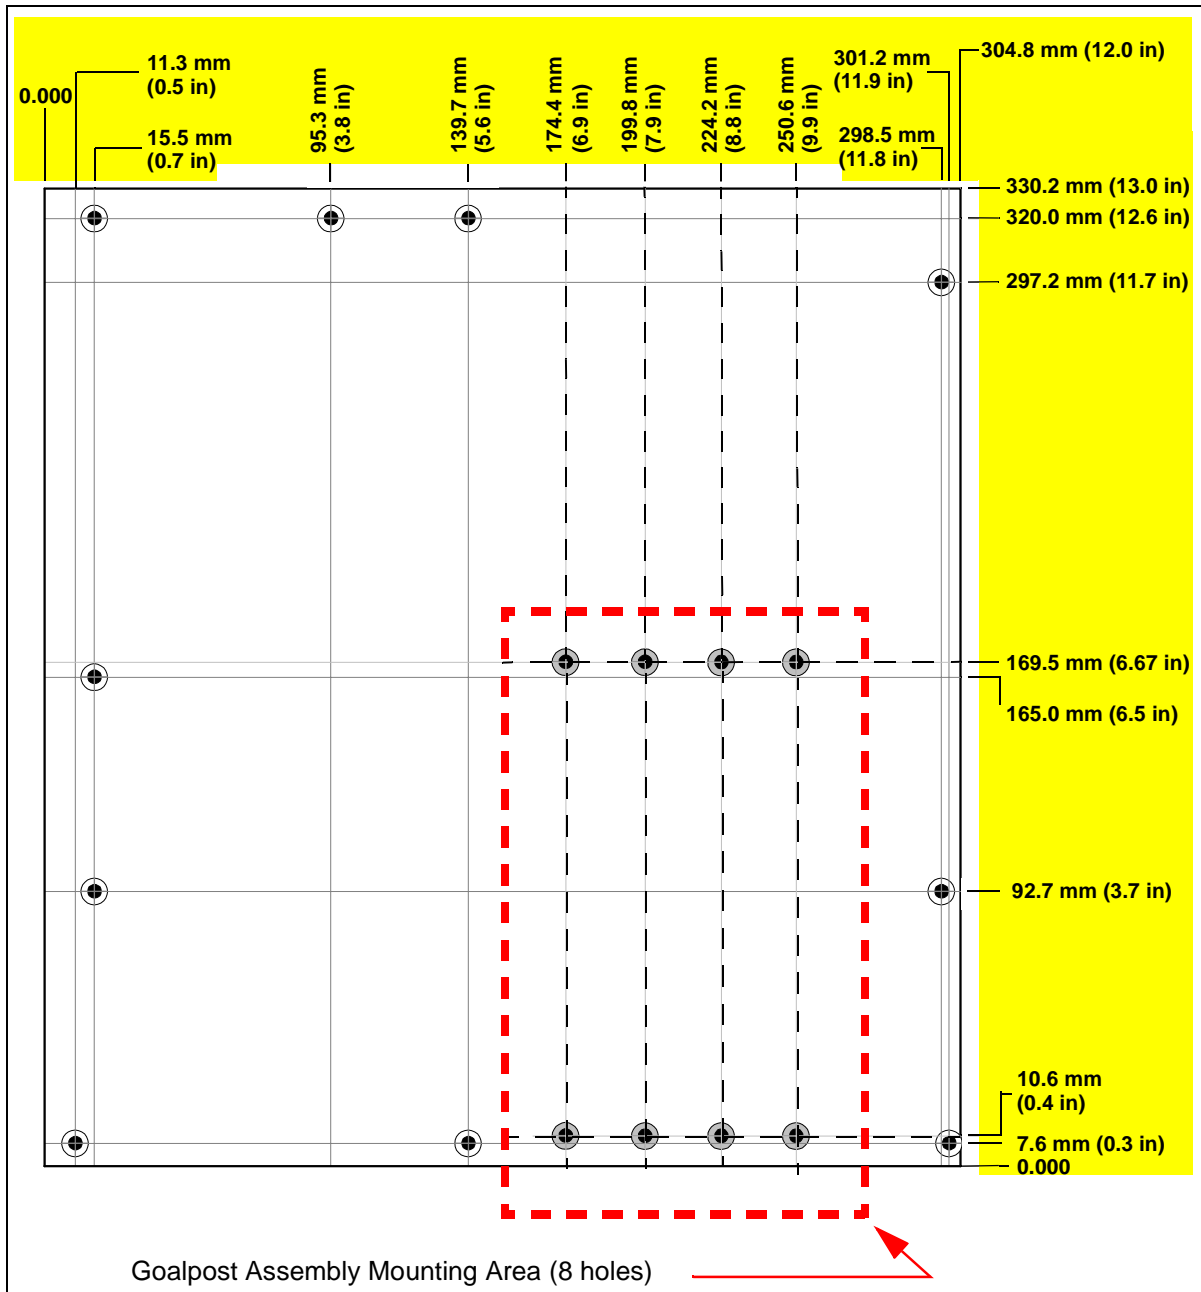 0.000
11.3 mm
(0.5 in)
15.5 mm
(0.7 in)
95.3 mm
(3.8 in)
139.7 mm
(5.6 in)
174.4 mm
(6.9 in)
199.8 mm
(7.9 in)
224.2 mm
(8.8 in)
250.6 mm
(9.9 in)
301.2 mm
(11.9 in)
298.5 mm
(11.8 in)
304.8 mm (12.0 in)
330.2 mm (13.0 in)
320.0 mm (12.6 in)
297.2 mm (11.7 in)
169.5 mm (6.67 in)
165.0 mm (6.5 in)
92.7 mm (3.7 in)
10.6 mm
(0.4 in)
7.6 mm (0.3 in)
0.000
Goalpost Assembly Mounting Area (8 holes)